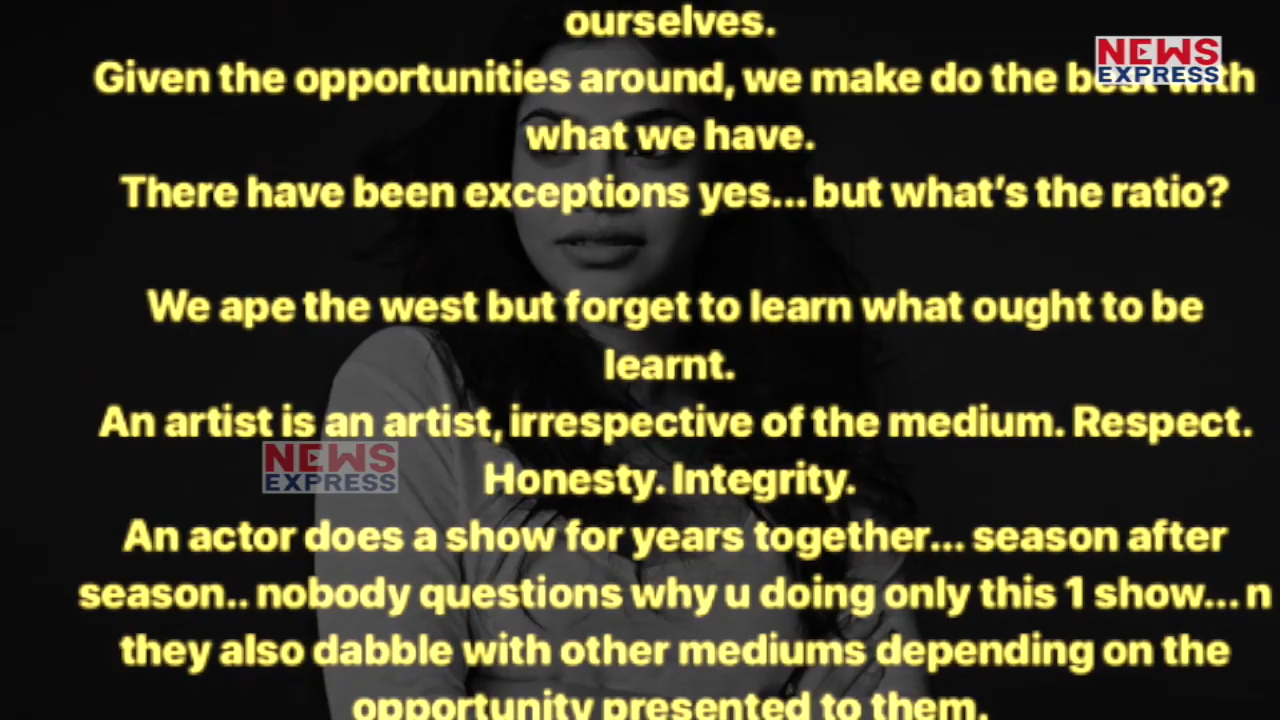 ourselves.
NEWS
EXPRESS
Given the opportunities around, we make do the best with
what we have.
There have been exceptions yes... but what's the ratio?
We ape the west but forget to learn what ought to be
learnt.
An artist is an artist, irrespective of the medium. Respect.
NEWS
EXPRESS
Honesty. Integrity.
An actor does a show for years together... season after
season.. nobody questions why u doing only this 1 show... n
they also dabble with other mediums depending on the
opportunity presented to them.